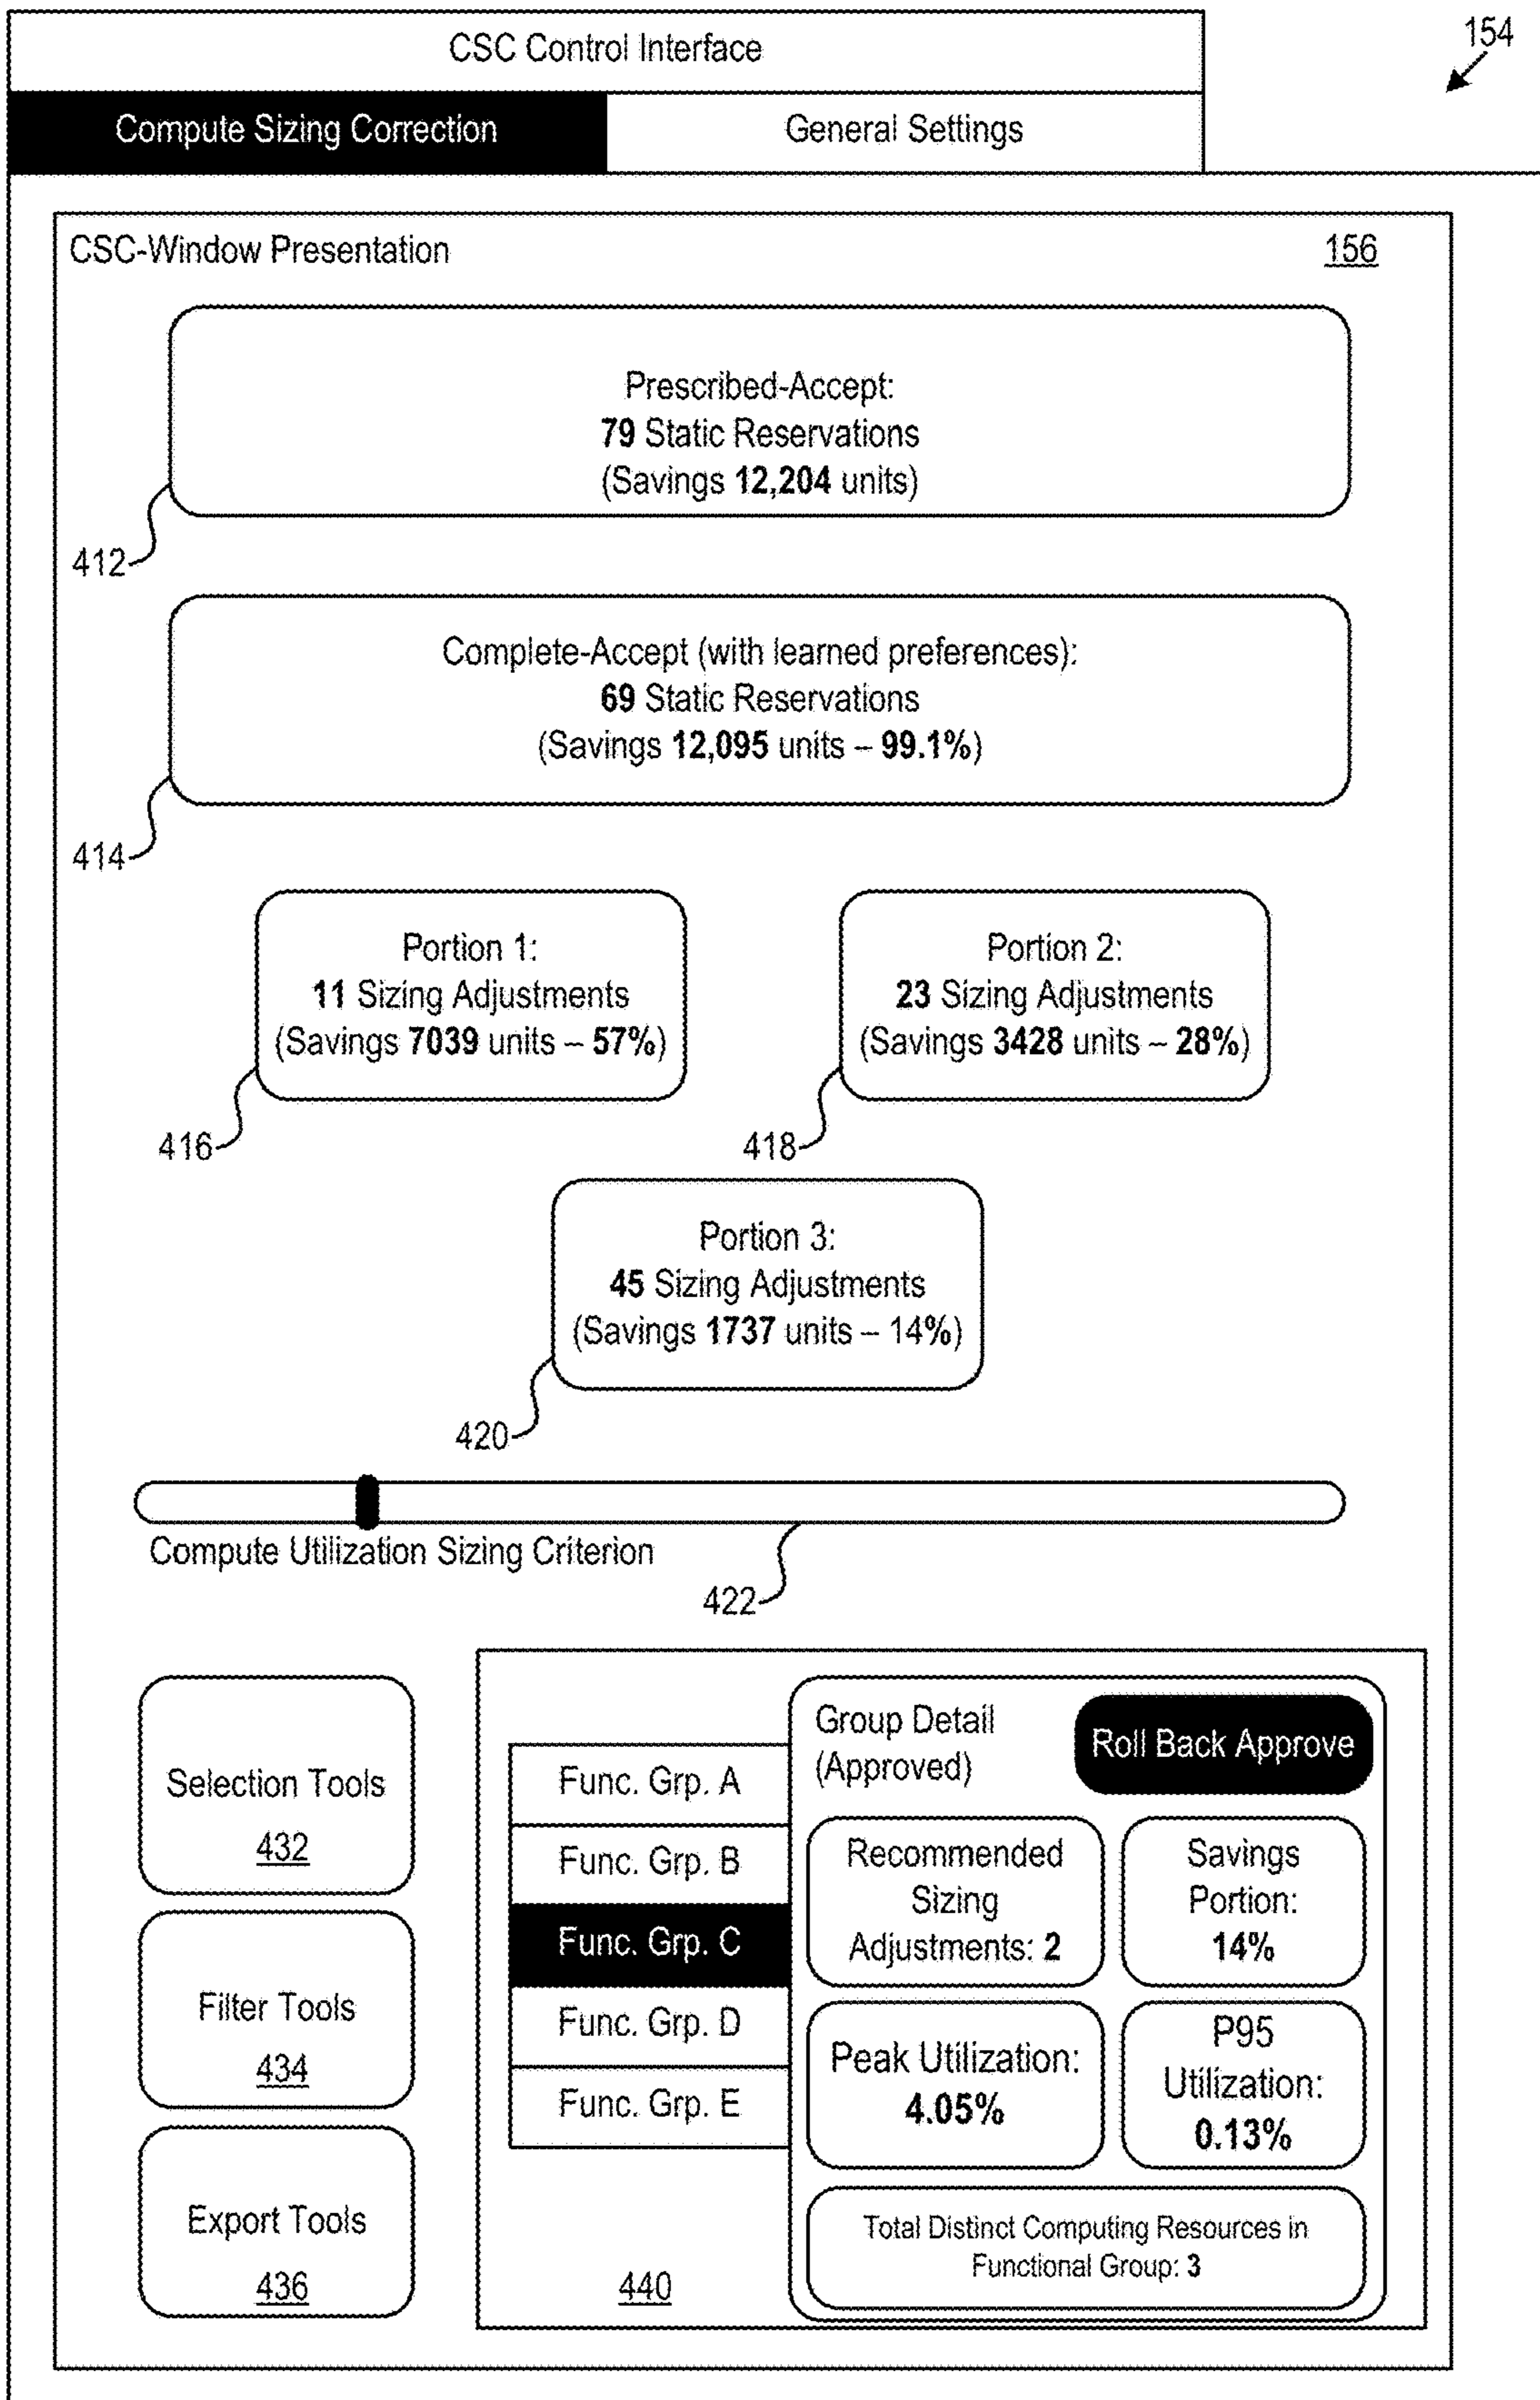 CSC Control Interface
154
Compute Sizing Correction
General Settings
CSC-Window Presentation
156
Prescribed-Accept:
79 Static Reservations
(Savings 12,204 units)
412
Complete-Accept (with learned preferences):
69 Static Reservations
(Savings 12,095 units – 99.1%)
414
Portion 1:
11 Sizing Adjustments
(Savings 7039 units – 57%)
416
Portion 2:
23 Sizing Adjustments
(Savings 3428 units – 28%)
418
Portion 3:
45 Sizing Adjustments
(Savings 1737 units – 14%)
420
Compute Utilization Sizing Criterion
422
Selection Tools
432
Filter Tools
434
Export Tools
436
Func. Grp. A
Func. Grp. B
Func. Grp. C
Func. Grp. D
Func. Grp. E
440
Group Detail
(Approved)
Roll Back Approve
Recommended
Sizing
Adjustments: 2
Savings
Portion:
14%
Peak Utilization:
4.05%
P95
Utilization:
0.13%
Total Distinct Computing Resources in
Functional Group: 3